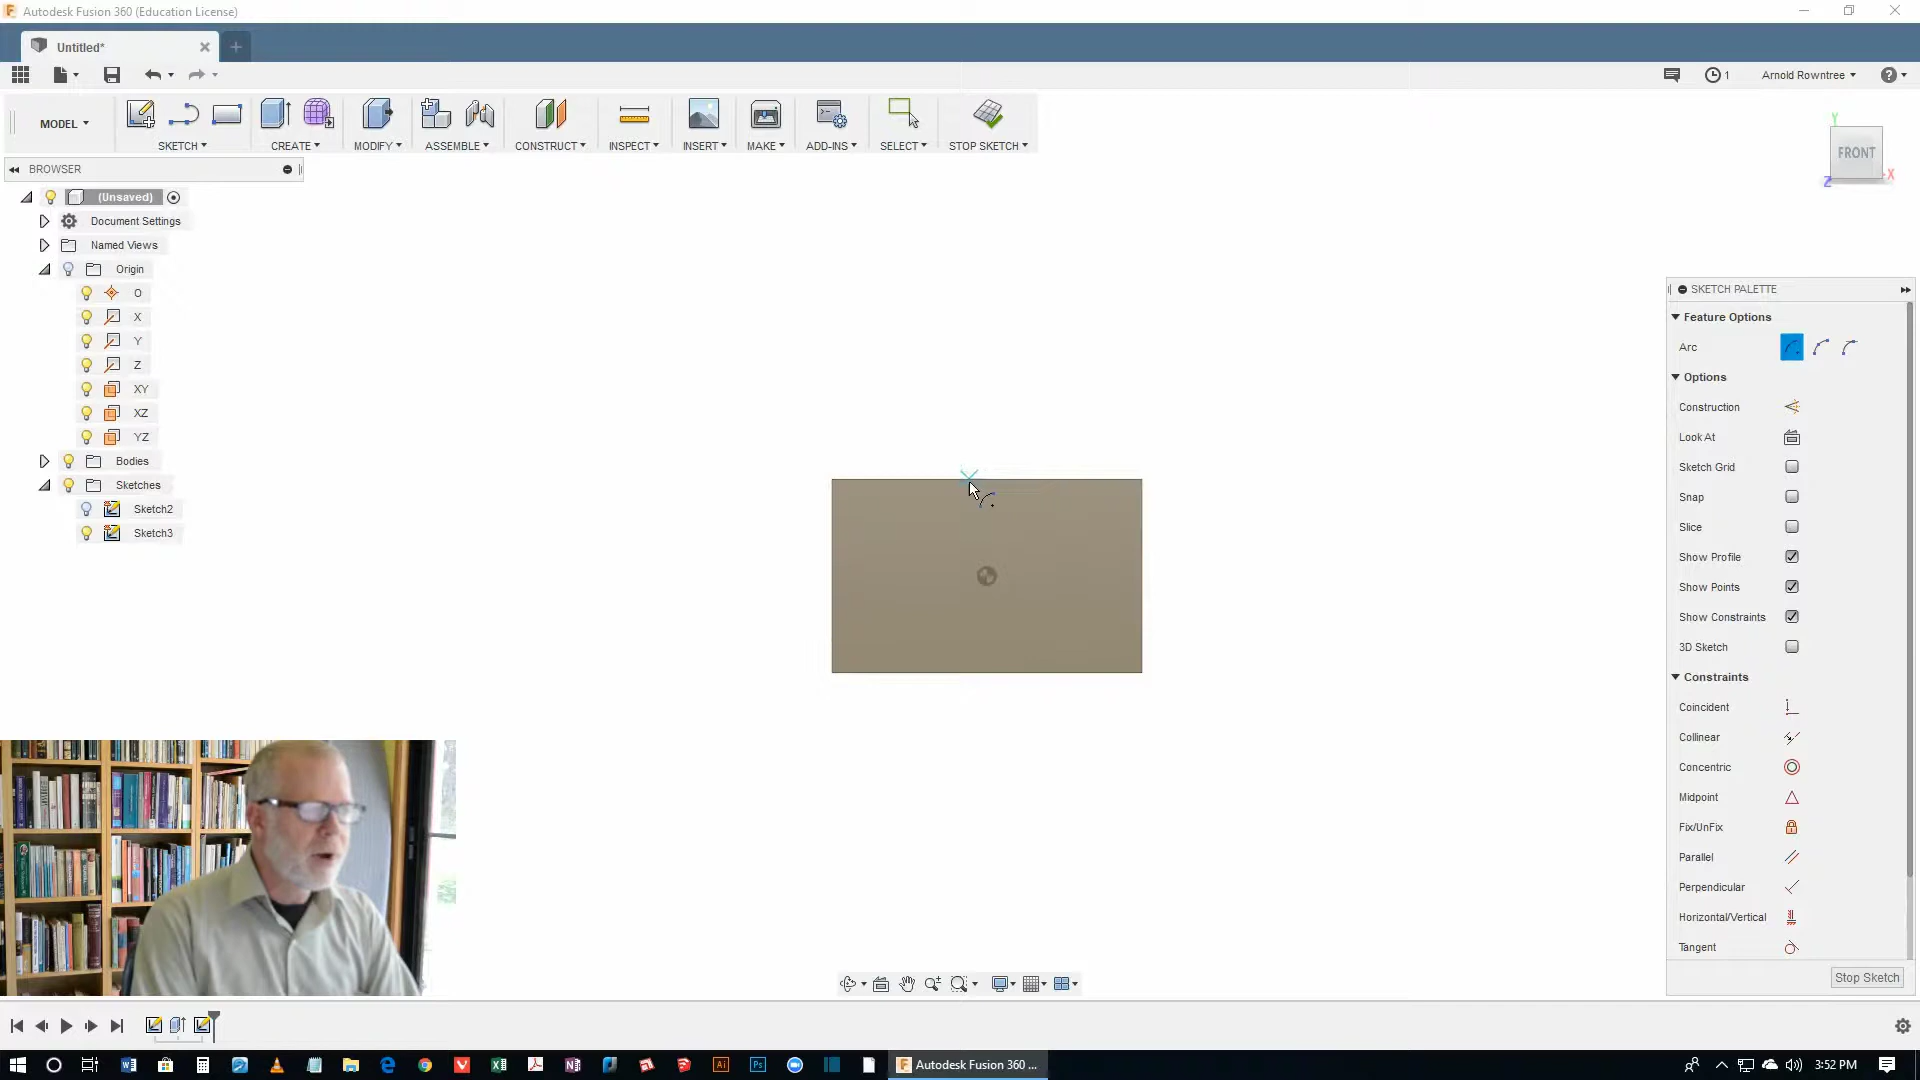 Autodesk Fusion 360 (Education License)
Untitled*
1
Arnold Rowntree
MODEL
SKETCH
CREATE
MODIFY
ASSEMBLE
CONSTRUCT
INSPECT
INSERT
MAKE
ADD-INS
SELECT
STOP SKETCH
Y
FRONT
X
Z
BROWSER
(Unsaved)
Document Settings
Named Views
Origin
O
X
Y
Z
XY
XZ
YZ
Bodies
Sketches
Sketch2
Sketch3
SKETCH PALETTE
Feature Options
Arc
Options
Construction
Look At
Sketch Grid
Snap
Slice
Show Profile
Show Points
Show Constraints
3D Sketch
Constraints
Coincident
Collinear
Concentric
Midpoint
Fix/UnFix
Parallel
Perpendicular
Horizontal/Vertical
Tangent
Stop Sketch
Autodesk Fusion 360 ...
3:52 PM